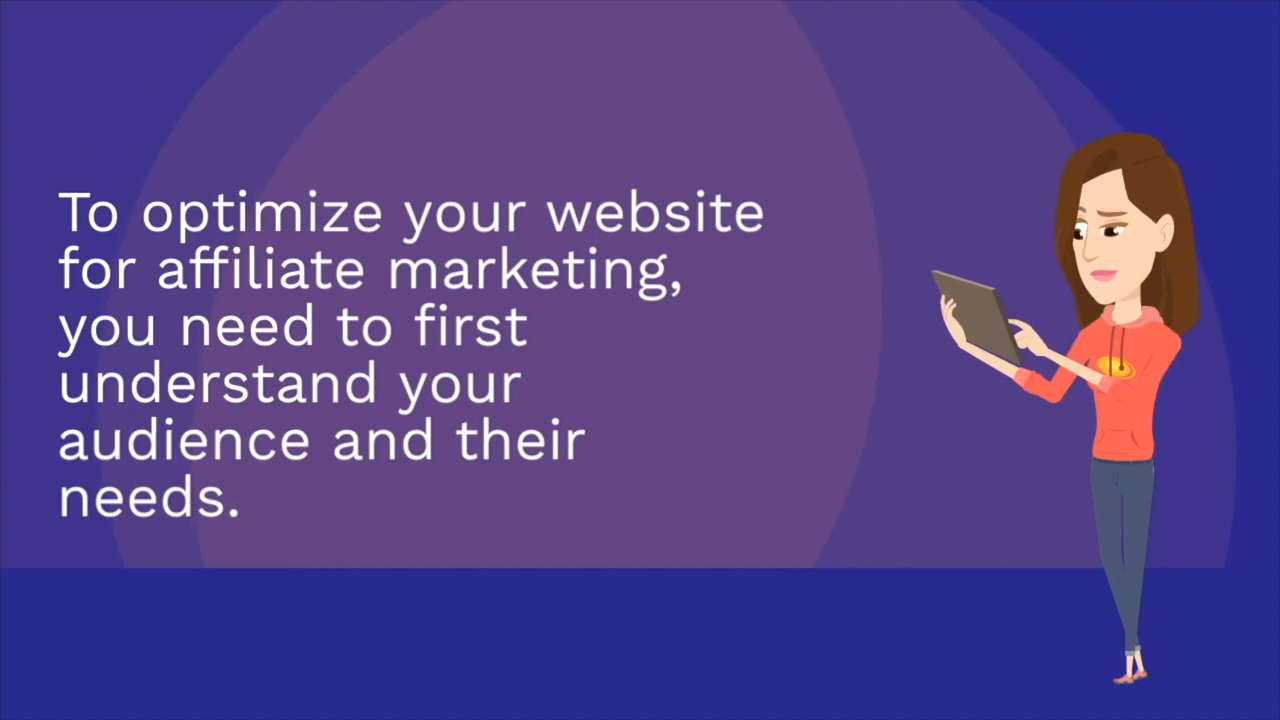 To optimize your website
for affiliate marketing,
you need to first
understand your
audience and their
needs.